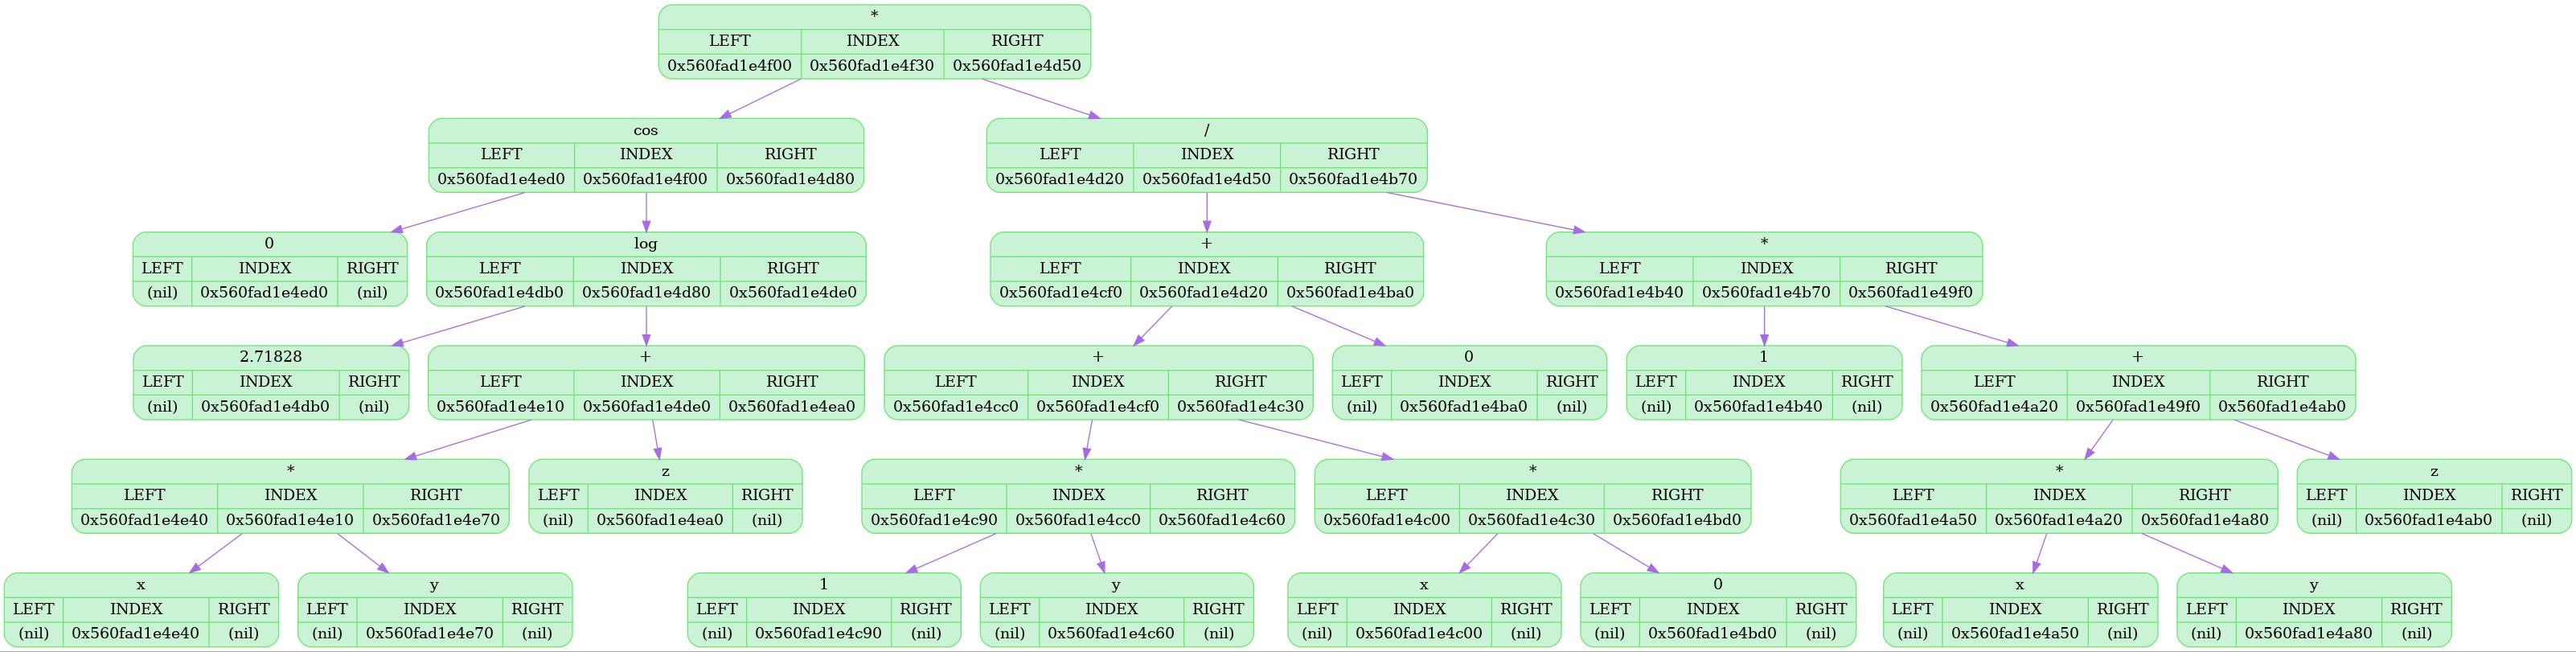 *
LEFT INDEX RIGHT
0x560fad1e4f00 0x560fad1e4f30 0x560fad1e4d50
cos
LEFT INDEX RIGHT
0x560fad1e4ed0 0x560fad1e4f00 0x560fad1e4d80
/
LEFT INDEX RIGHT
0x560fad1e4d20 0x560fad1e4d50 0x560fad1e4b70
0
LEFT INDEX RIGHT
(nil) 0x560fad1e4ed0 (nil)
log
LEFT INDEX RIGHT
0x560fad1e4db0 0x560fad1e4d80 0x560fad1e4de0
+
LEFT INDEX RIGHT
0x560fad1e4cf0 0x560fad1e4d20 0x560fad1e4ba0
*
LEFT INDEX RIGHT
0x560fad1e4b40 0x560fad1e4b70 0x560fad1e49f0
2.71828
LEFT INDEX RIGHT
(nil) 0x560fad1e4db0 (nil)
+
LEFT INDEX RIGHT
0x560fad1e4e10 0x560fad1e4de0 0x560fad1e4ea0
+
LEFT INDEX RIGHT
0x560fad1e4cc0 0x560fad1e4cf0 0x560fad1e4c30
0
LEFT INDEX RIGHT
(nil) 0x560fad1e4ba0 (nil)
1
LEFT INDEX RIGHT
(nil) 0x560fad1e4b40 (nil)
+
LEFT INDEX RIGHT
0x560fad1e4a20 0x560fad1e49f0 0x560fad1e4ab0
*
LEFT INDEX RIGHT
0x560fad1e4e40 0x560fad1e4e10 0x560fad1e4e70
z
LEFT INDEX RIGHT
(nil) 0x560fad1e4ea0 (nil)
*
LEFT INDEX RIGHT
0x560fad1e4c90 0x560fad1e4cc0 0x560fad1e4c60
*
LEFT INDEX RIGHT
0x560fad1e4c00 0x560fad1e4c30 0x560fad1e4bd0
*
LEFT INDEX RIGHT
0x560fad1e4a50 0x560fad1e4a20 0x560fad1e4a80
z
LEFT INDEX RIGHT
(nil) 0x560fad1e4ab0 (nil)
x
LEFT INDEX RIGHT
(nil) 0x560fad1e4e40 (nil)
y
LEFT INDEX RIGHT
(nil) 0x560fad1e4e70 (nil)
1
LEFT INDEX RIGHT
(nil) 0x560fad1e4c90 (nil)
y
LEFT INDEX RIGHT
(nil) 0x560fad1e4c60 (nil)
x
LEFT INDEX RIGHT
(nil) 0x560fad1e4c00 (nil)
0
LEFT INDEX RIGHT
(nil) 0x560fad1e4bd0 (nil)
x
LEFT INDEX RIGHT
(nil) 0x560fad1e4a50 (nil)
y
LEFT INDEX RIGHT
(nil) 0x560fad1e4a80 (nil)